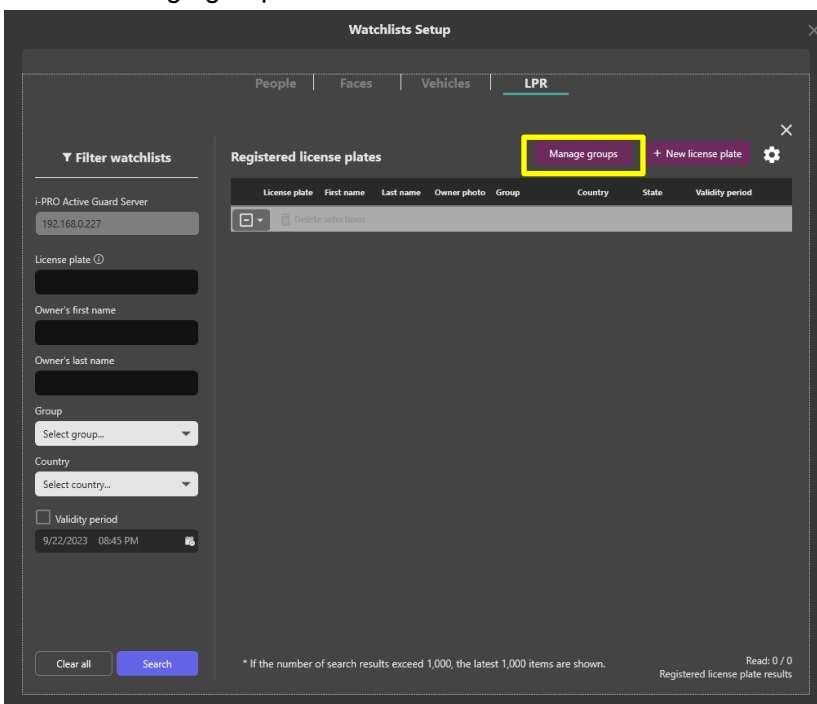 Watchlists Setup
People Faces Vehicles LPR
Filter watchlists
Registered license plates
Manage groups
+ New license plate
License plate First name Last name Owner photo Group Country State Validity period
Delete selections
i-PRO Active Guard Server
192.168.0.227
License plate
Owner's first name
Owner's last name
Group
Select group...
Country
Select country...
Validity period
9/22/2023 08:45 PM
Clear all Search
* If the number of search results exceed 1,000, the latest 1,000 items are shown.
Read: 0 / 0
Registered license plate results